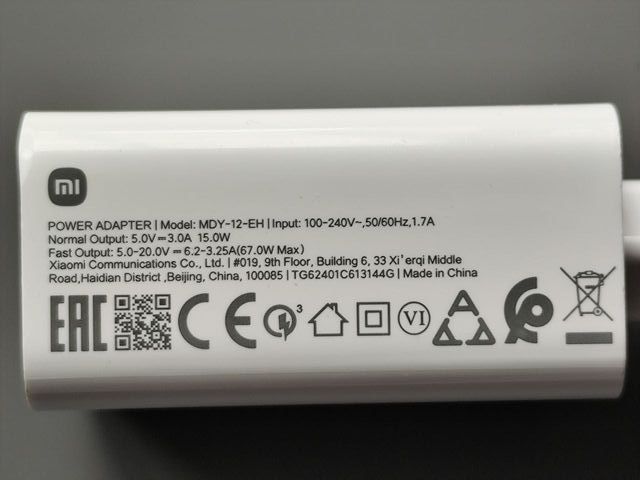 mi
POWER ADAPTER | Model: MDY-12-EH | Input: 100-240V~,50/60Hz,1.7A
Normal Output: 5.0V⎓3.0A 15.0W
Fast Output: 5.0-20.0V⎓6.2-3.25A(67.0W Max)
Xiaomi Communications Co., Ltd. | #019, 9th Floor, Building 6, 33 Xi'erqi Middle
Road,Haidian District ,Beijing, China, 100085 | TG62401C613144G | Made in China
EAC CE 3 VI